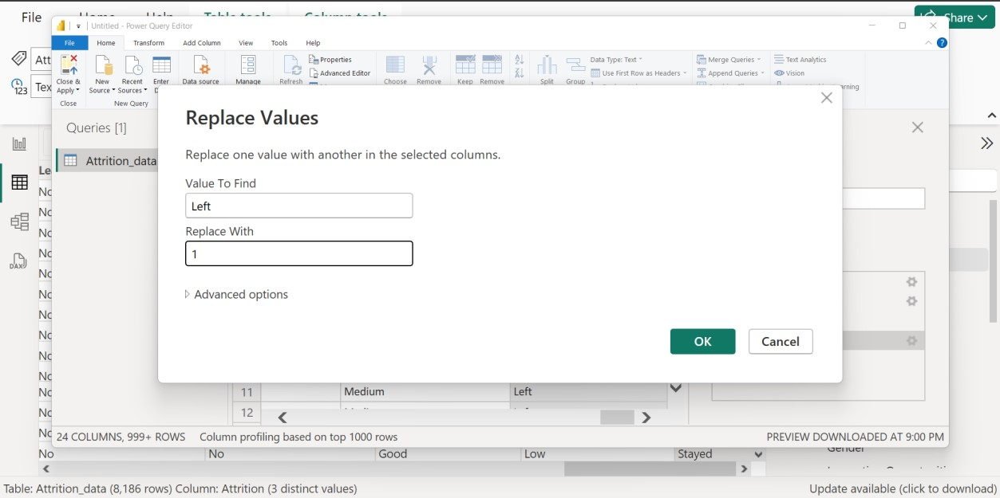 File Home Help Table tools Column tools Share
Untitled - Power Query Editor
File Home Transform Add Column View Tools Help
Att
Properties
Data Type: Text
Merge Queries
Text Analytics
Advanced Editor
Use First Row as Headers
Append Queries
Vision
Close & Apply
New Source
Recent Sources
Enter
Data source
Manage
Refresh
Choose
Remove
Keep
Remove
Split
Group
Close
New Query
Queries [1]
Attrition_data
Replace Values
Replace one value with another in the selected columns.
Value To Find
Left
Replace With
1
Advanced options
OK Cancel
11 Medium Left
12
24 COLUMNS, 999+ ROWS Column profiling based on top 1000 rows PREVIEW DOWNLOADED AT 9:00 PM
Gender
No No Good Low Stayed
Table: Attrition_data (8,186 rows) Column: Attrition (3 distinct values) Update available (click to download)